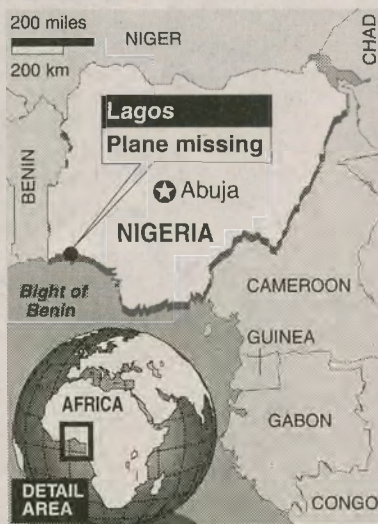 200 miles
200 km
NIGER
CHAD
Lagos
Plane missing
BENIN
Abuja
NIGERIA
Bight of
Benin
CAMEROON
GUINEA
AFRICA
GABON
DETAIL
AREA
CONGO